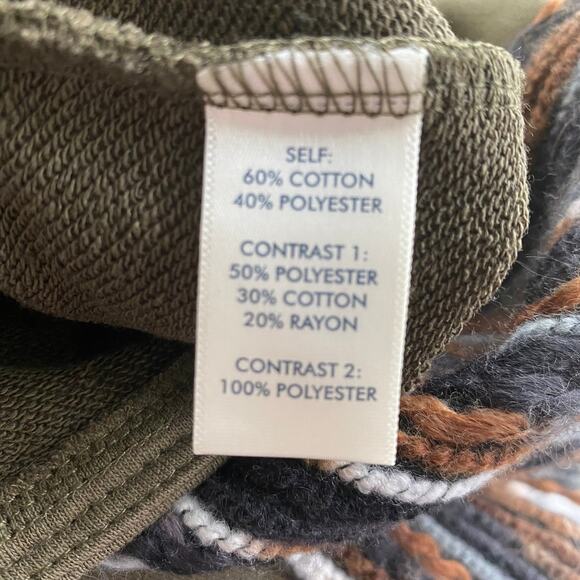 SELF:
60% COTTON
40% POLYESTER
CONTRAST 1:
50% POLYESTER
30% COTTON
20% RAYON
CONTRAST 2:
100% POLYESTER